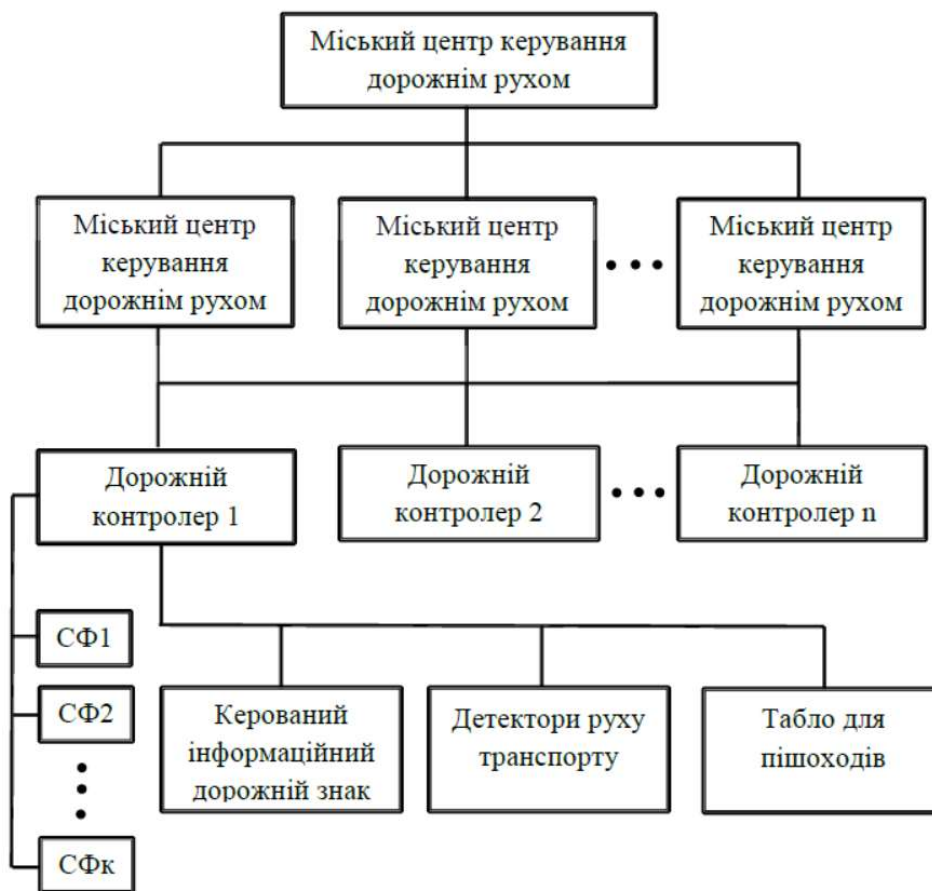 Міський центр керування
дорожнім рухом
Міський центр
керування
дорожнім рухом
Міський центр
керування
дорожнім рухом
Міський центр
керування
дорожнім рухом
Дорожній
контролер 1
Дорожній
контролер 2
Дорожній
контролер n
СФ1
СФ2
СФк
Керований
інформаційний
дорожній знак
Детектори руху
транспорту
Табло для
пішоходів